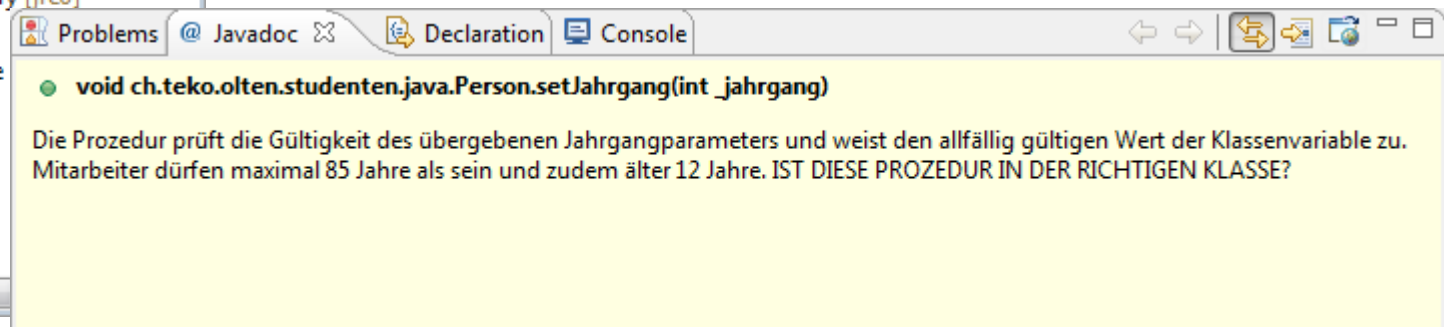 Problems @ Javadoc Declaration Console
void ch.teko.olten.studenten.java.Person.setJahrgang(int _jahrgang)
Die Prozedur prüft die Gültigkeit des übergebenen Jahrgangparameters und weist den allfällig gültigen Wert der Klassenvariable zu.
Mitarbeiter dürfen maximal 85 Jahre als sein und zudem älter 12 Jahre. IST DIESE PROZEDUR IN DER RICHTIGEN KLASSE?